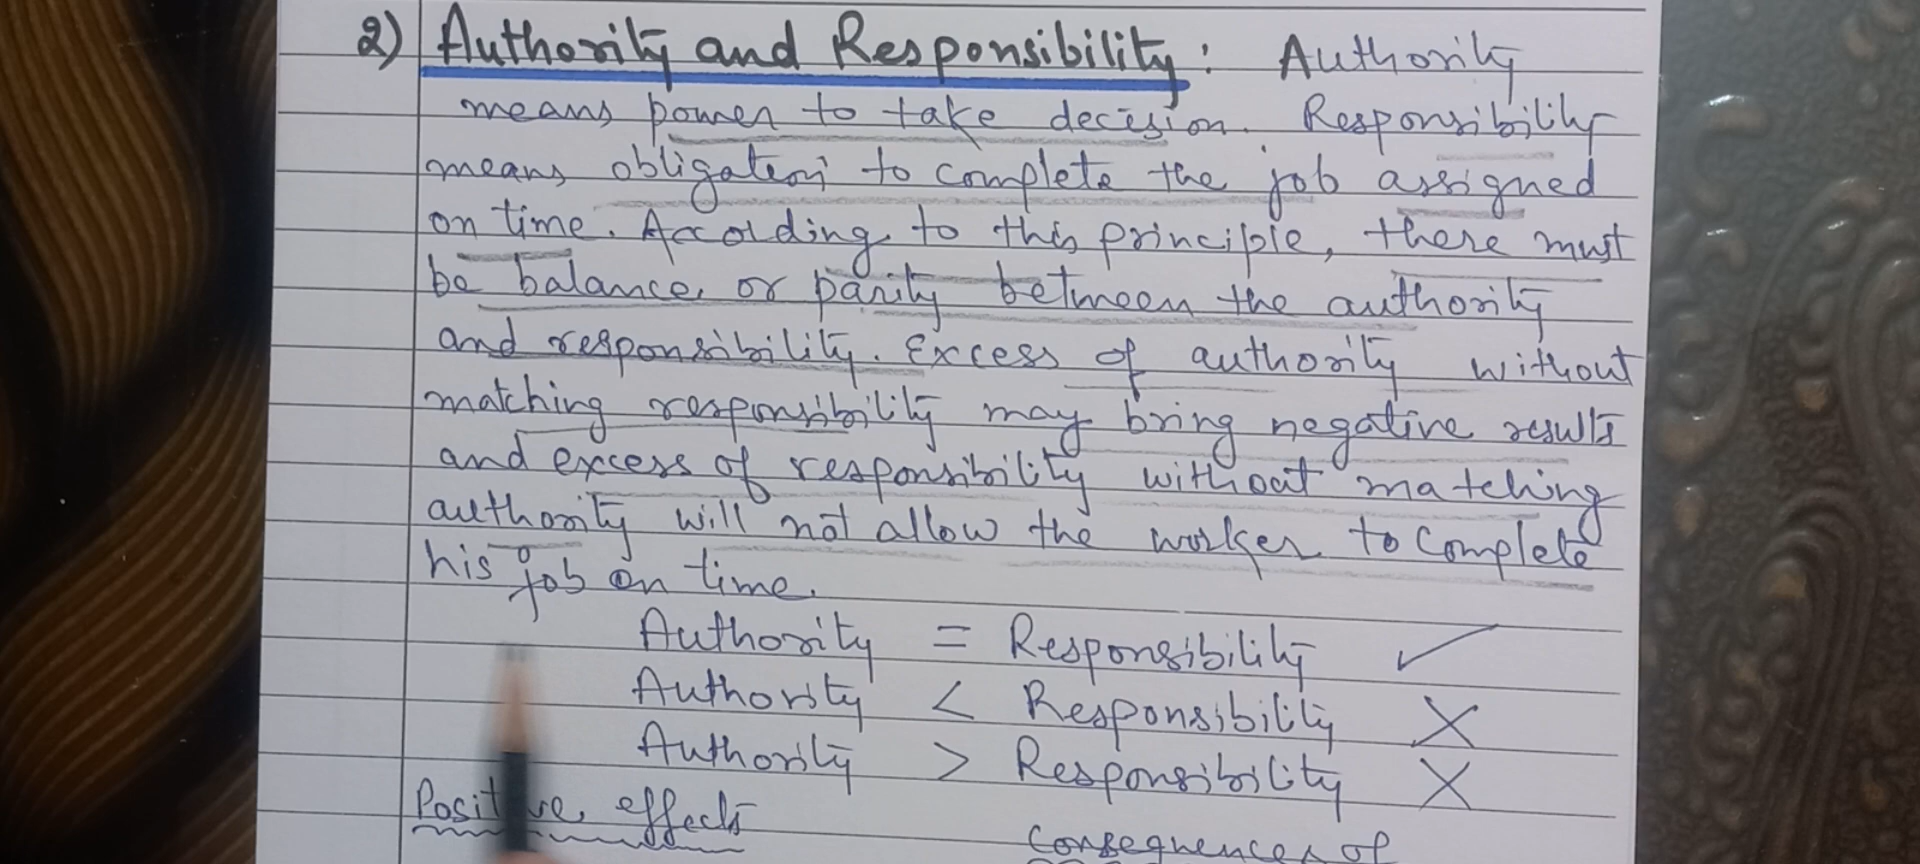 2) Authority and Responsibility: Authority
means power to take decision. Responsibility
means obligation to complete the job assigned
on time. According to this principle, there must
be balance or parity between the authority
and responsibility. Excess of authority without
matching responsibility may bring negative results
and excess of responsibility without matching
authority will not allow the worker to complete
his job on time.
Authority = Responsibility ✓
Authority < Responsibility X
Authority > Responsibility X
Positive effects
Consequences of